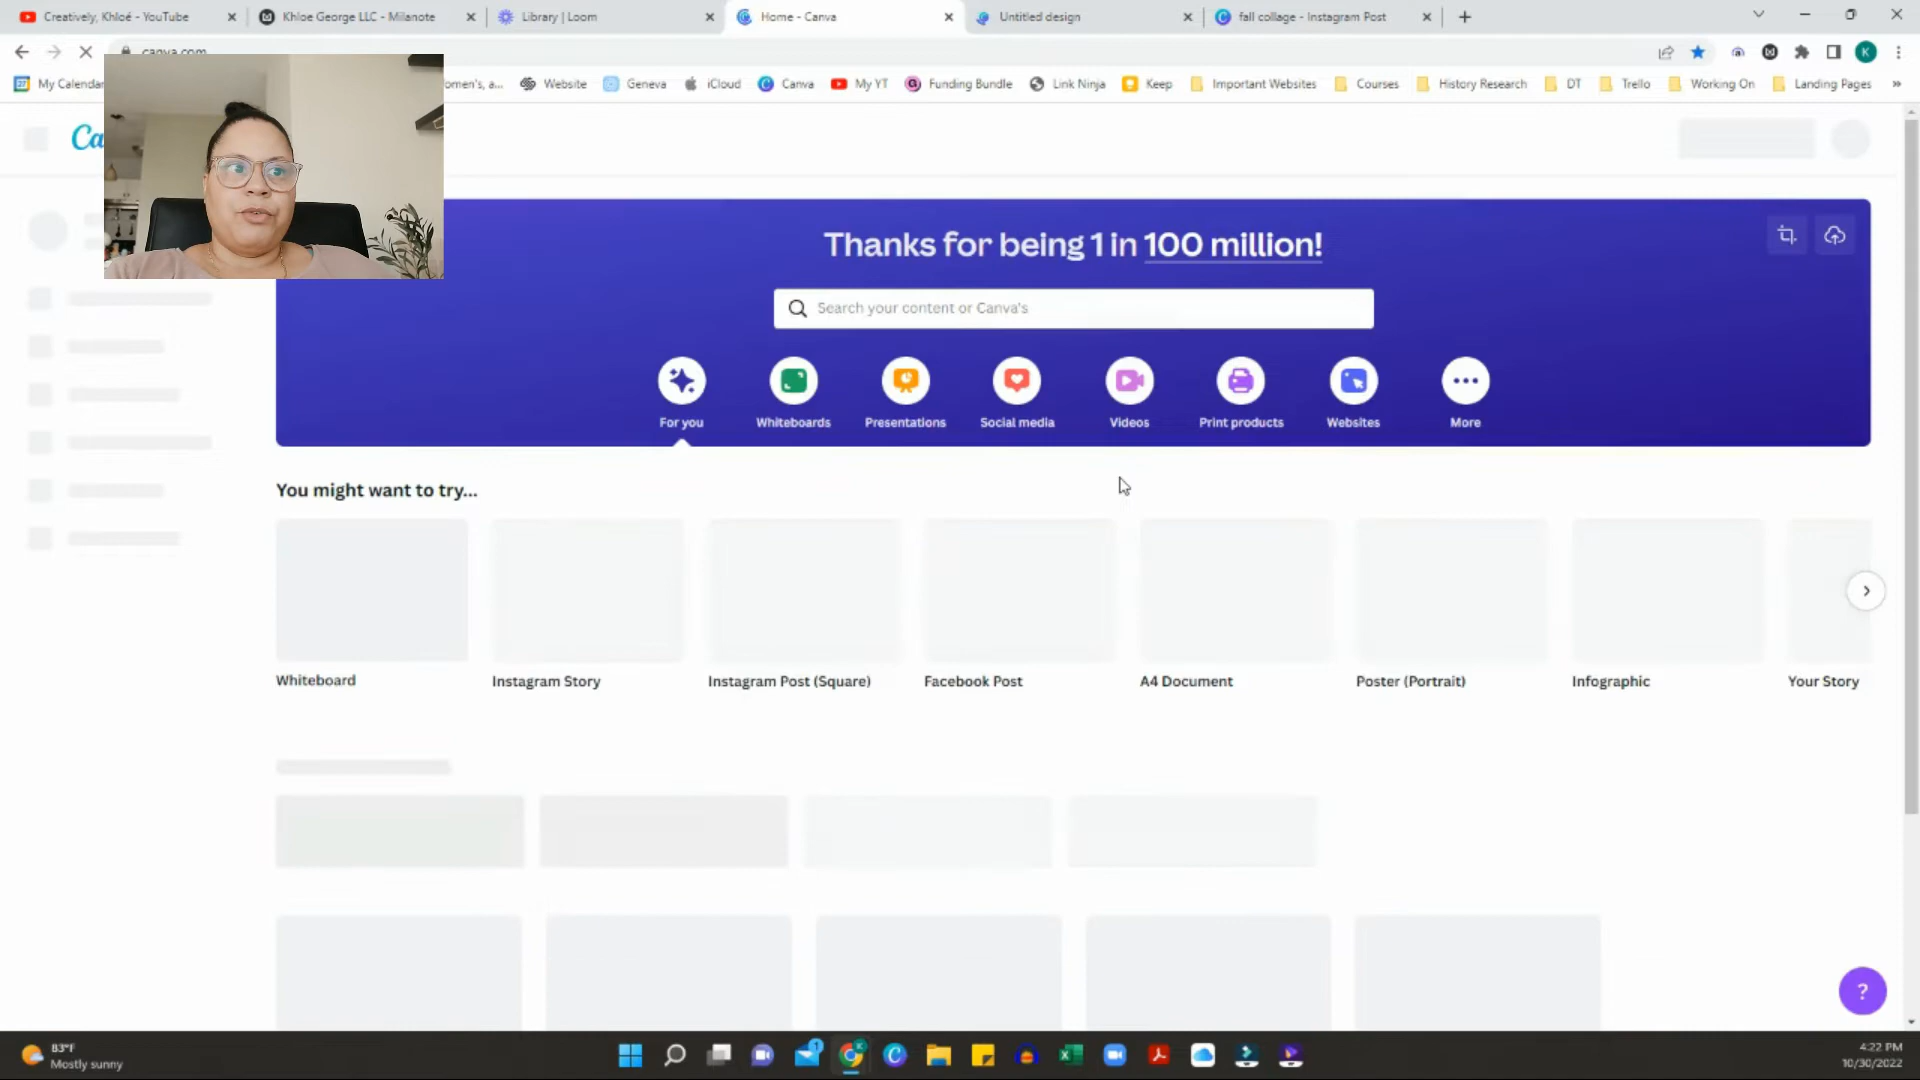 Creatively, Khloé - YouTube
Khloe George LLC - Milanote
Library | Loom
Home - Canva
Untitled design
fall collage - Instagram Post
canva.com
K
My Calenda
omen's, a...
Website
Geneva
iCloud
Canva
My YT
Funding Bundle
Link Ninja
Keep
Important Websites
Courses
History Research
DT
Trello
Working On
Landing Pages
Ca
Thanks for being 1 in 100 million!
Search your content or Canva's
For you
Whiteboards
Presentations
Social media
Videos
Print products
Websites
More
You might want to try...
Whiteboard
Instagram Story
Instagram Post (Square)
Facebook Post
A4 Document
Poster (Portrait)
Infographic
Your Story
?
83°F
Mostly sunny
4:22 PM
10/30/2022